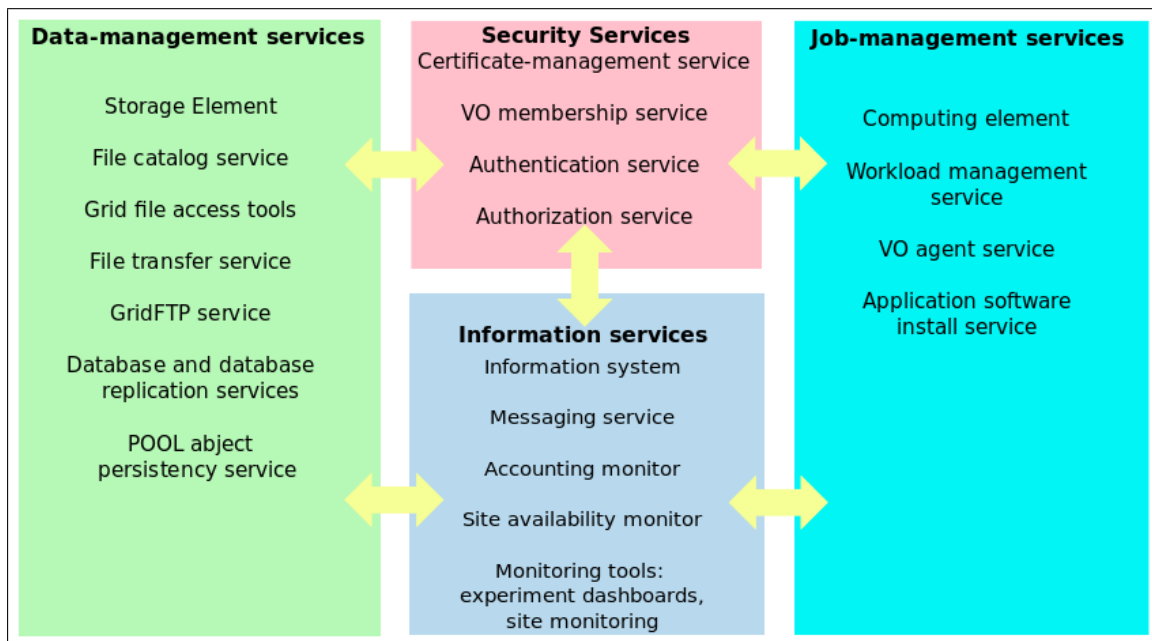 Data-management services
Storage Element
File catalog service
Grid file access tools
File transfer service
GridFTP service
Database and database
replication services
POOL abject
persistency service
Security Services
Certificate-management service
VO membership service
Authentication service
Authorization service
Information services
Information system
Messaging service
Accounting monitor
Site availability monitor
Monitoring tools:
experiment dashboards,
site monitoring
Job-management services
Computing element
Workload management
service
VO agent service
Application software
install service